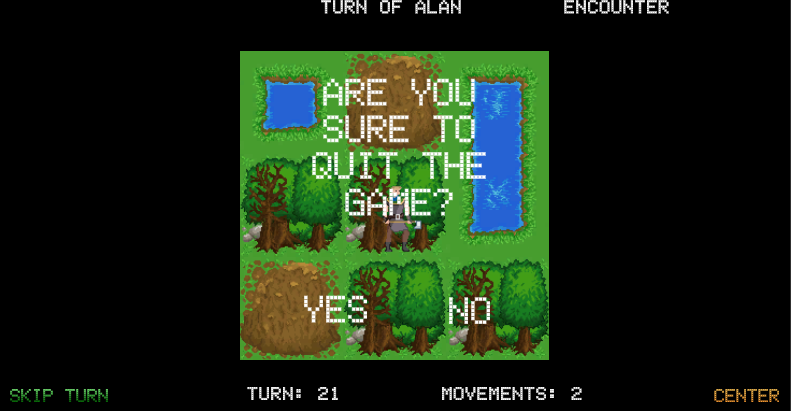 TURN OF ALAN ENCOUNTER
ARE YOU
SURE TO
QUIT THE
GAME?
YES NO
SKIP TURN TURN: 21 MOVEMENTS: 2 CENTER